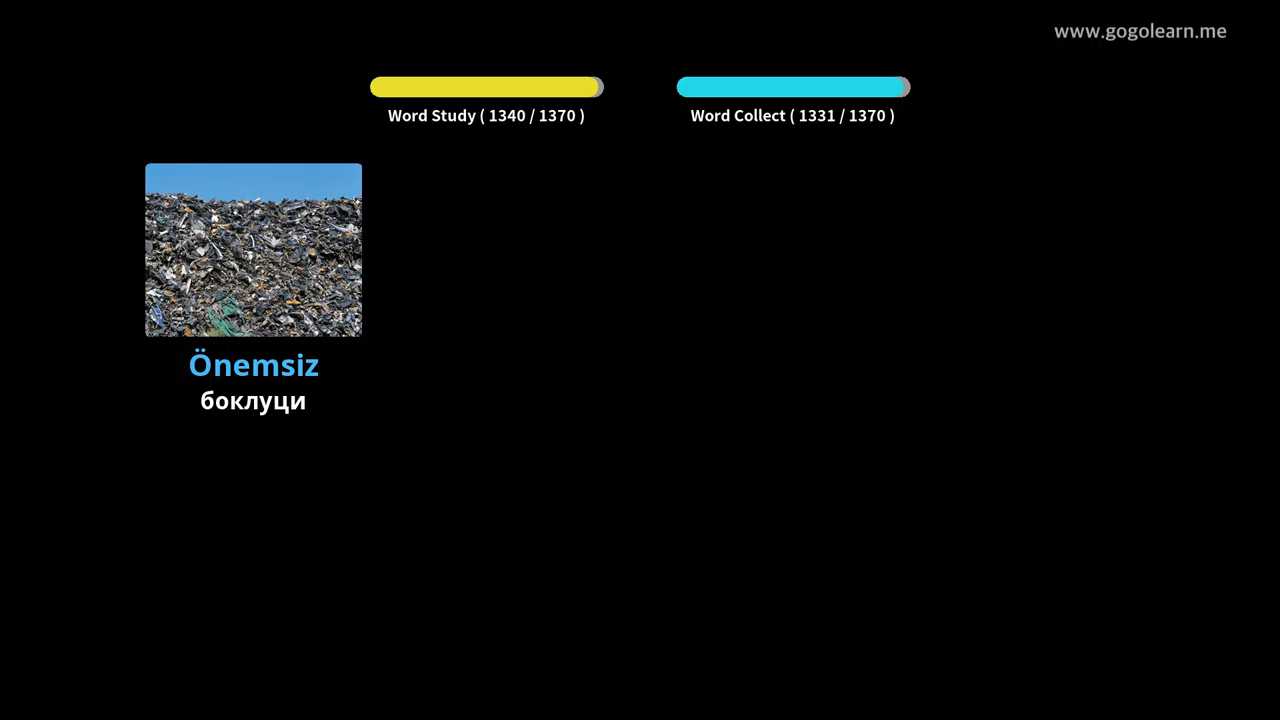 www.gogolearn.me
Word Study ( 1340 / 1370 )
Word Collect ( 1331 / 1370 )
Önemsiz
боклуци